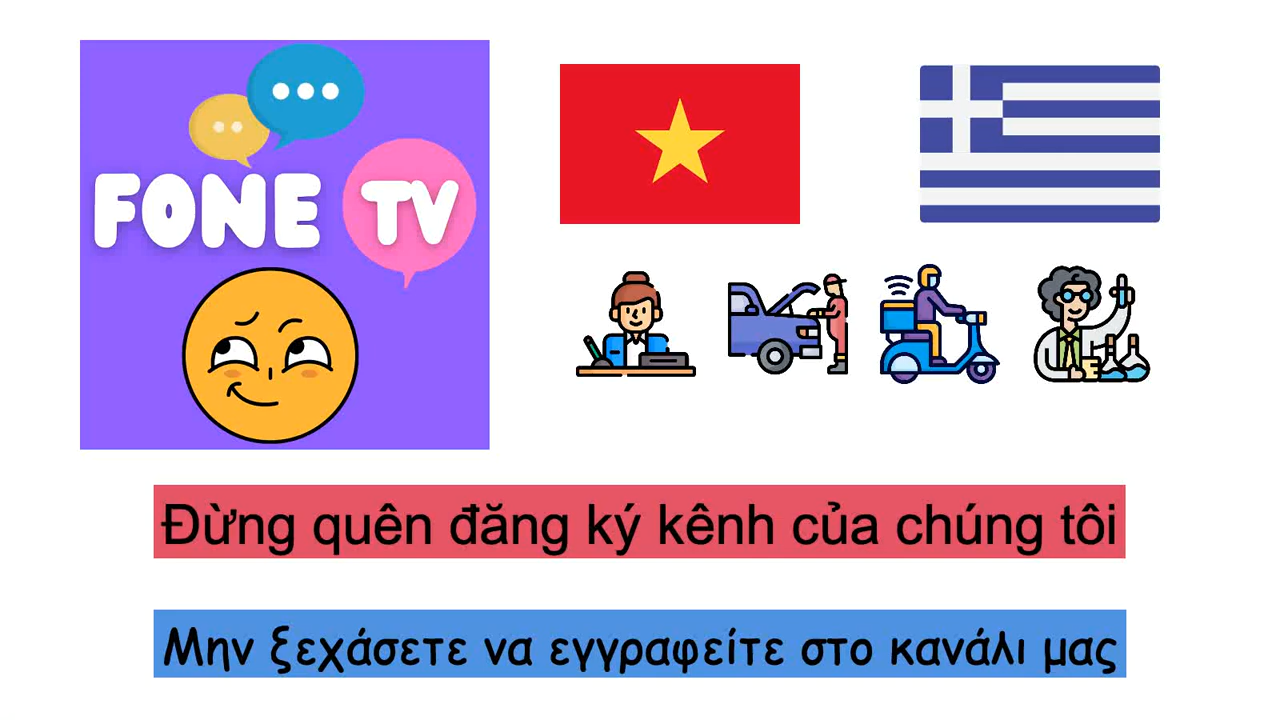 FONE TV
Đừng quên đăng ký kênh của chúng tôi
Μην ξεχάσετε να εγγραφείτε στο κανάλι μας